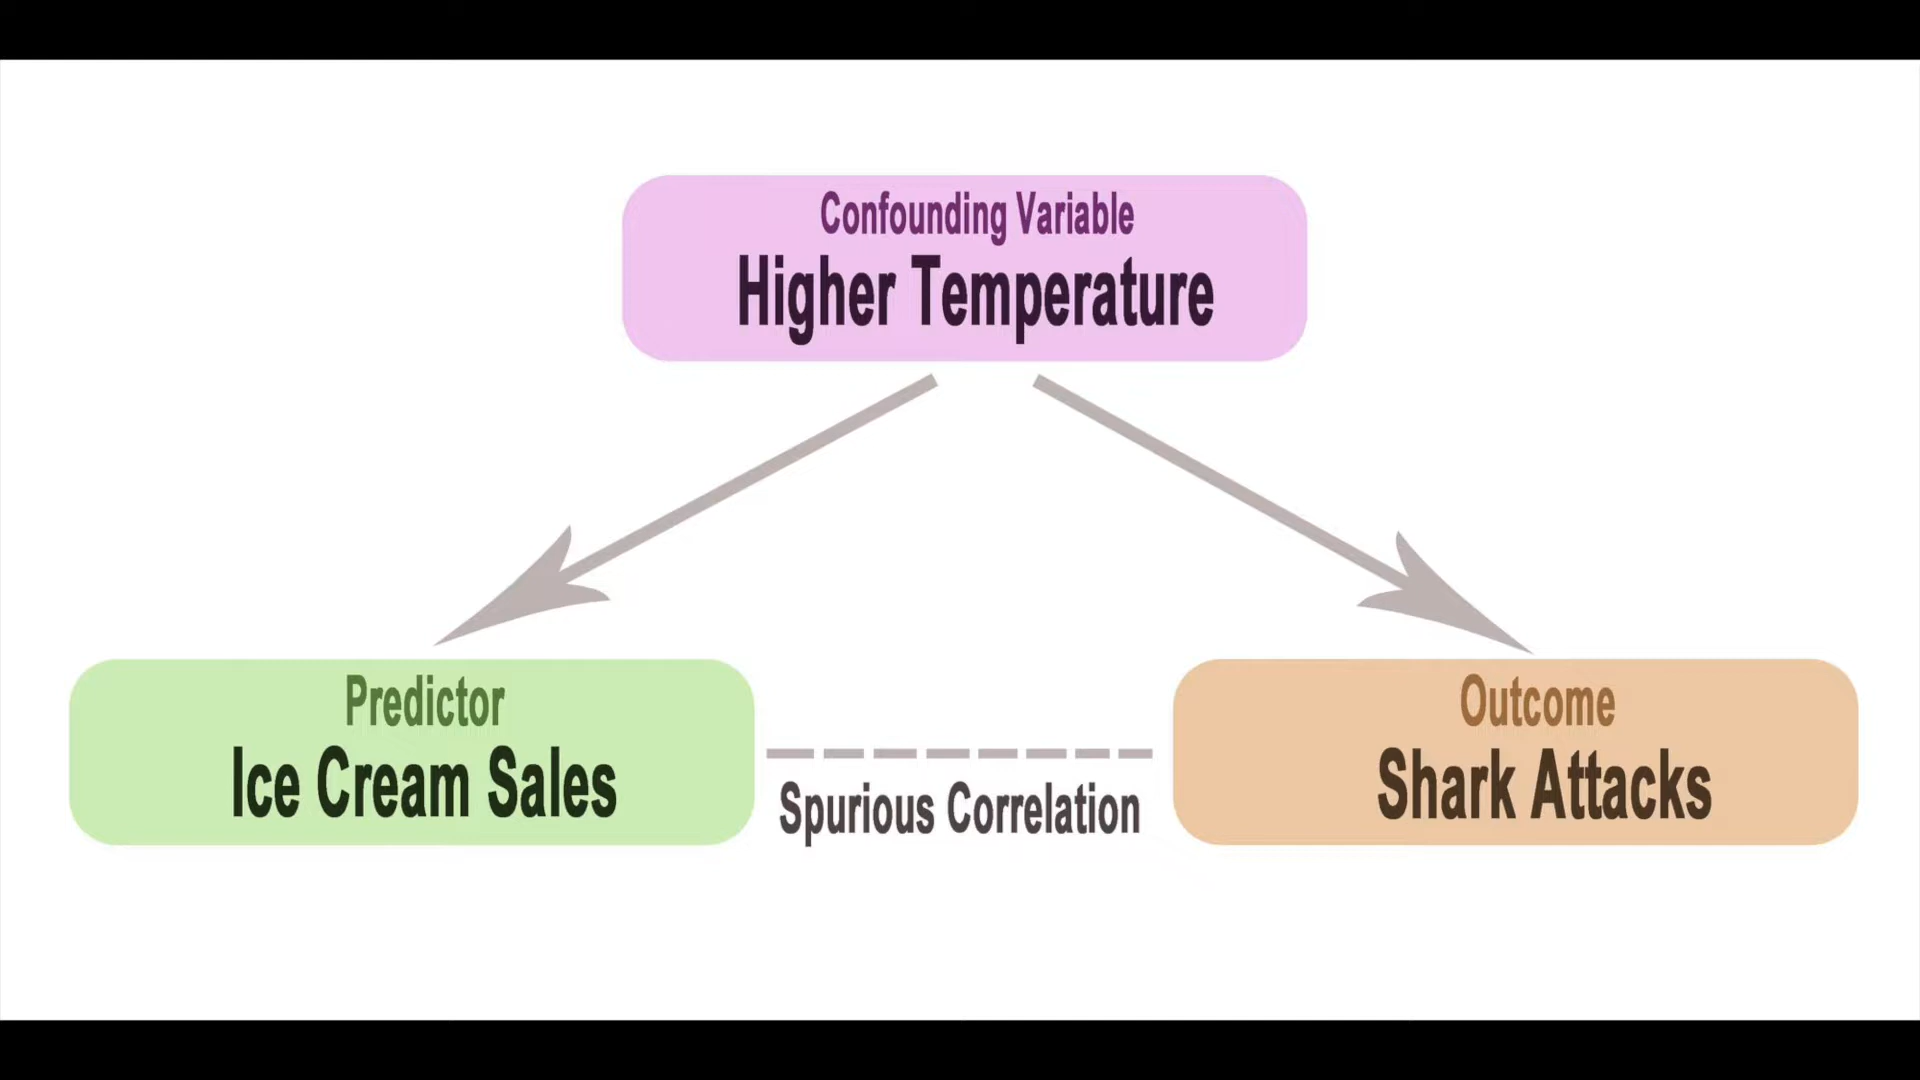 Confounding Variable
Higher Temperature
Predictor
Ice Cream Sales
Spurious Correlation
Outcome
Shark Attacks